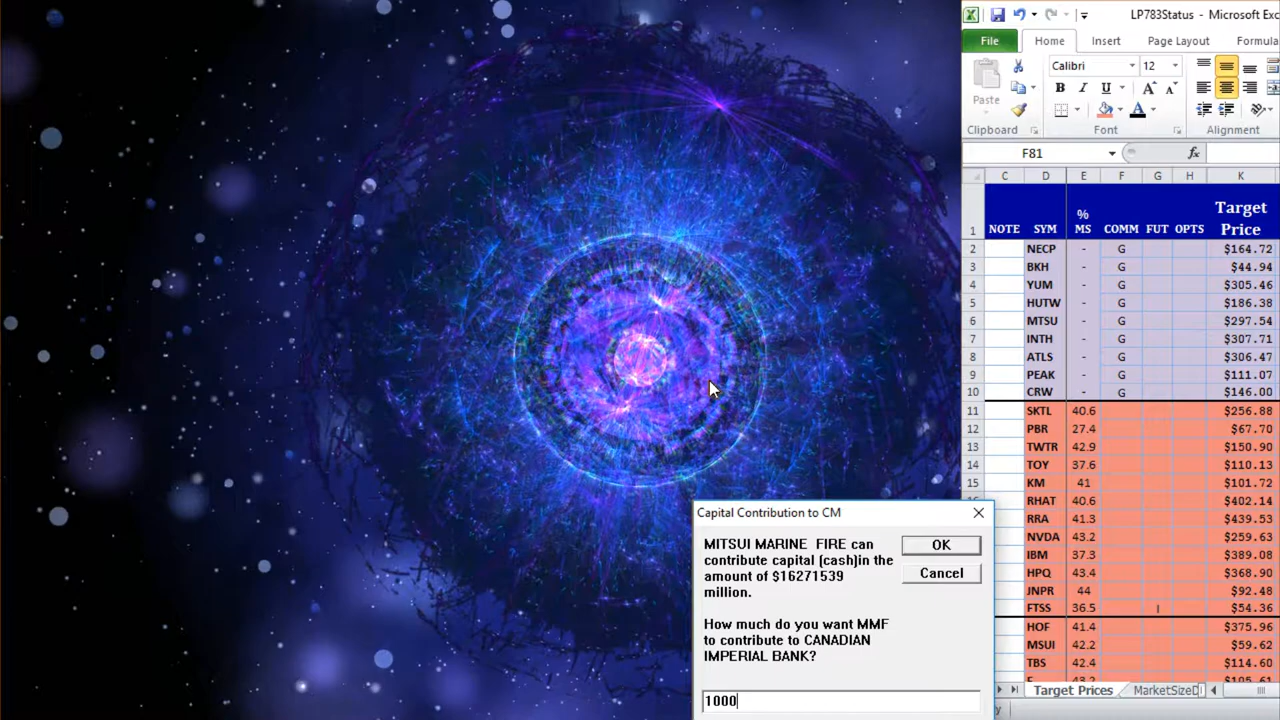 LP783Status - Microsoft Exc
File Home Insert Page Layout Formula
Calibri 12
Paste
B I U A A
Clipboard Font Alignment
F81 fx
C D E F G H K
1 NOTE SYM % MS COMM FUT OPTS Target Price
2 NECP - G $164.72
3 BKH - G $44.94
4 YUM - G $305.46
5 HUTW - G $186.38
6 MTSU - G $297.54
7 INTH - G $307.71
8 ATLS - G $306.47
9 PEAK - G $111.07
10 CRW - G $146.00
11 SKTL 40.6 $256.88
12 PBR 27.4 $67.70
13 TWTR 42.9 $150.90
14 TOY 37.6 $110.13
15 KM 41 $101.72
RHAT 40.6 $402.14
RRA 41.3 $439.53
NVDA 43.2 $259.63
IBM 37.3 $389.08
HPQ 43.4 $368.90
JNPR 44 $92.48
FTSS 36.5 I $54.36
HOF 41.4 $375.96
MSUI 42.2 $59.62
TBS 42.4 $114.60
Target Prices MarketSizeD
Capital Contribution to CM
MITSUI MARINE FIRE can
contribute capital (cash)in the
amount of $16271539
million.
How much do you want MMF
to contribute to CANADIAN
IMPERIAL BANK?
OK
Cancel
1000